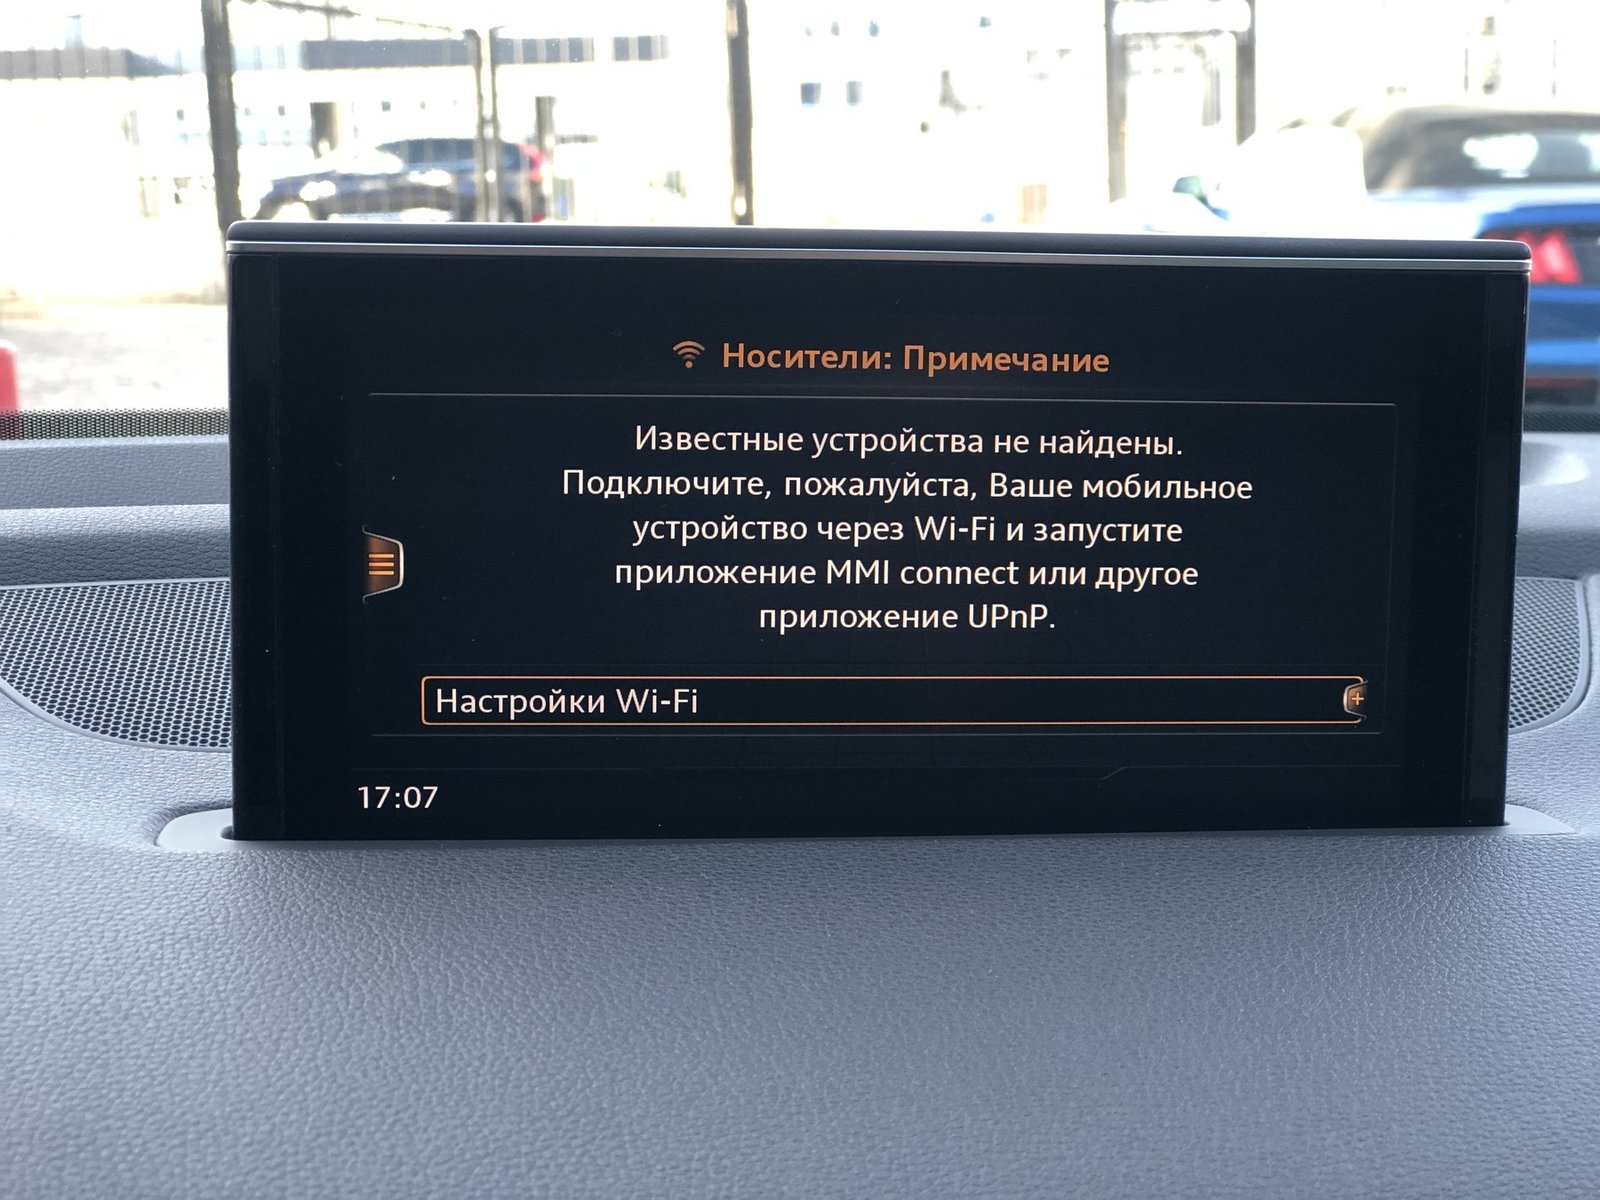 Носители: Примечание
Известные устройства не найдены.
Подключите, пожалуйста, Ваше мобильное
устройство через Wi-Fi и запустите
приложение MMI connect или другое
приложение UPnP.
Настройки Wi-Fi
17:07